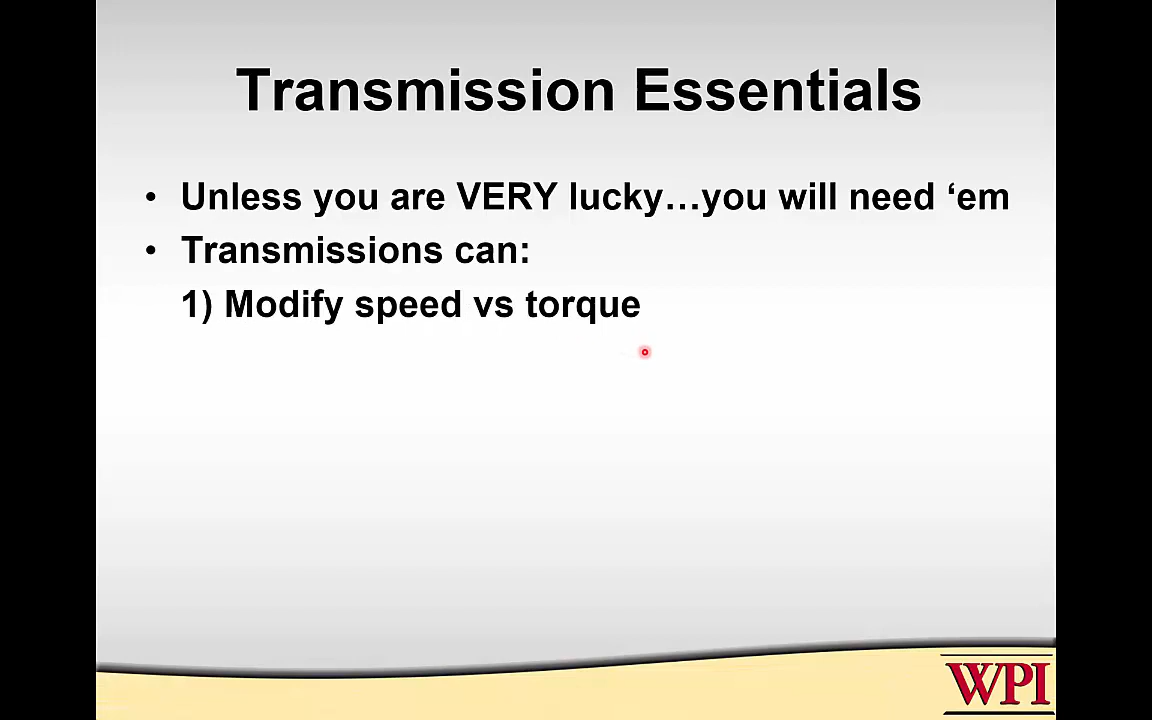 Transmission Essentials
• Unless you are VERY lucky…you will need ‘em
• Transmissions can:
1) Modify speed vs torque
WPI